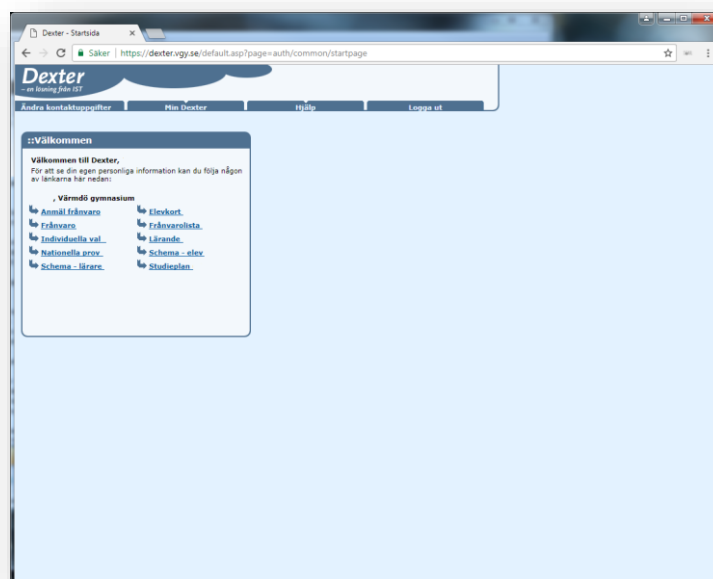 Dexter - Startsida
Säker | https://dexter.vgy.se/default.asp?page=auth/common/startpage
Dexter
– en lösning från IST
Ändra kontaktuppgifter Min Dexter Hjälp Logga ut
::Välkommen
Välkommen till Dexter,
För att se din egen personliga information kan du följa någon
av länkarna här nedan:
, Värmdö gymnasium
Anmäl frånvaro Elevkort
Frånvaro Frånvarolista
Individuella val Lärande
Nationella prov Schema - elev
Schema - lärare Studieplan